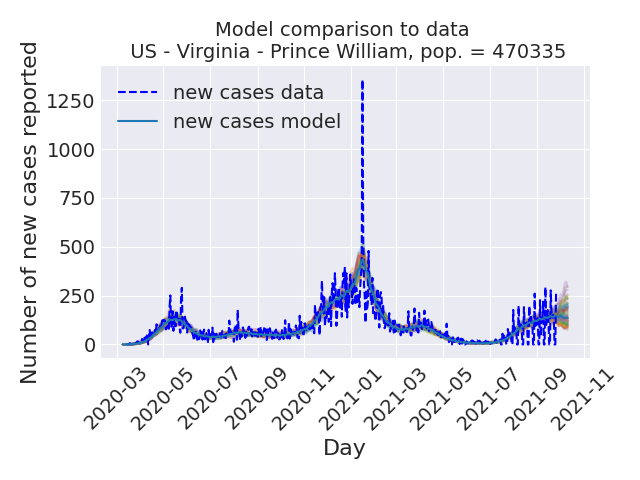 Model comparison to data
US - Virginia - Prince William, pop. = 470335
new cases data
new cases model
Number of new cases reported
1250
1000
750
500
250
0
2020-03
2020-05
2020-07
2020-09
2020-11
2021-01
2021-03
2021-05
2021-07
2021-09
2021-11
Day